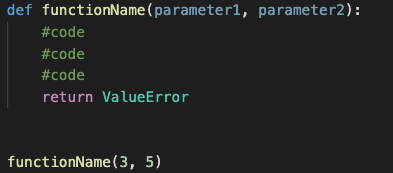 def functionName(parameter1, parameter2):
    #code
    #code
    #code
    return ValueError
functionName(3, 5)